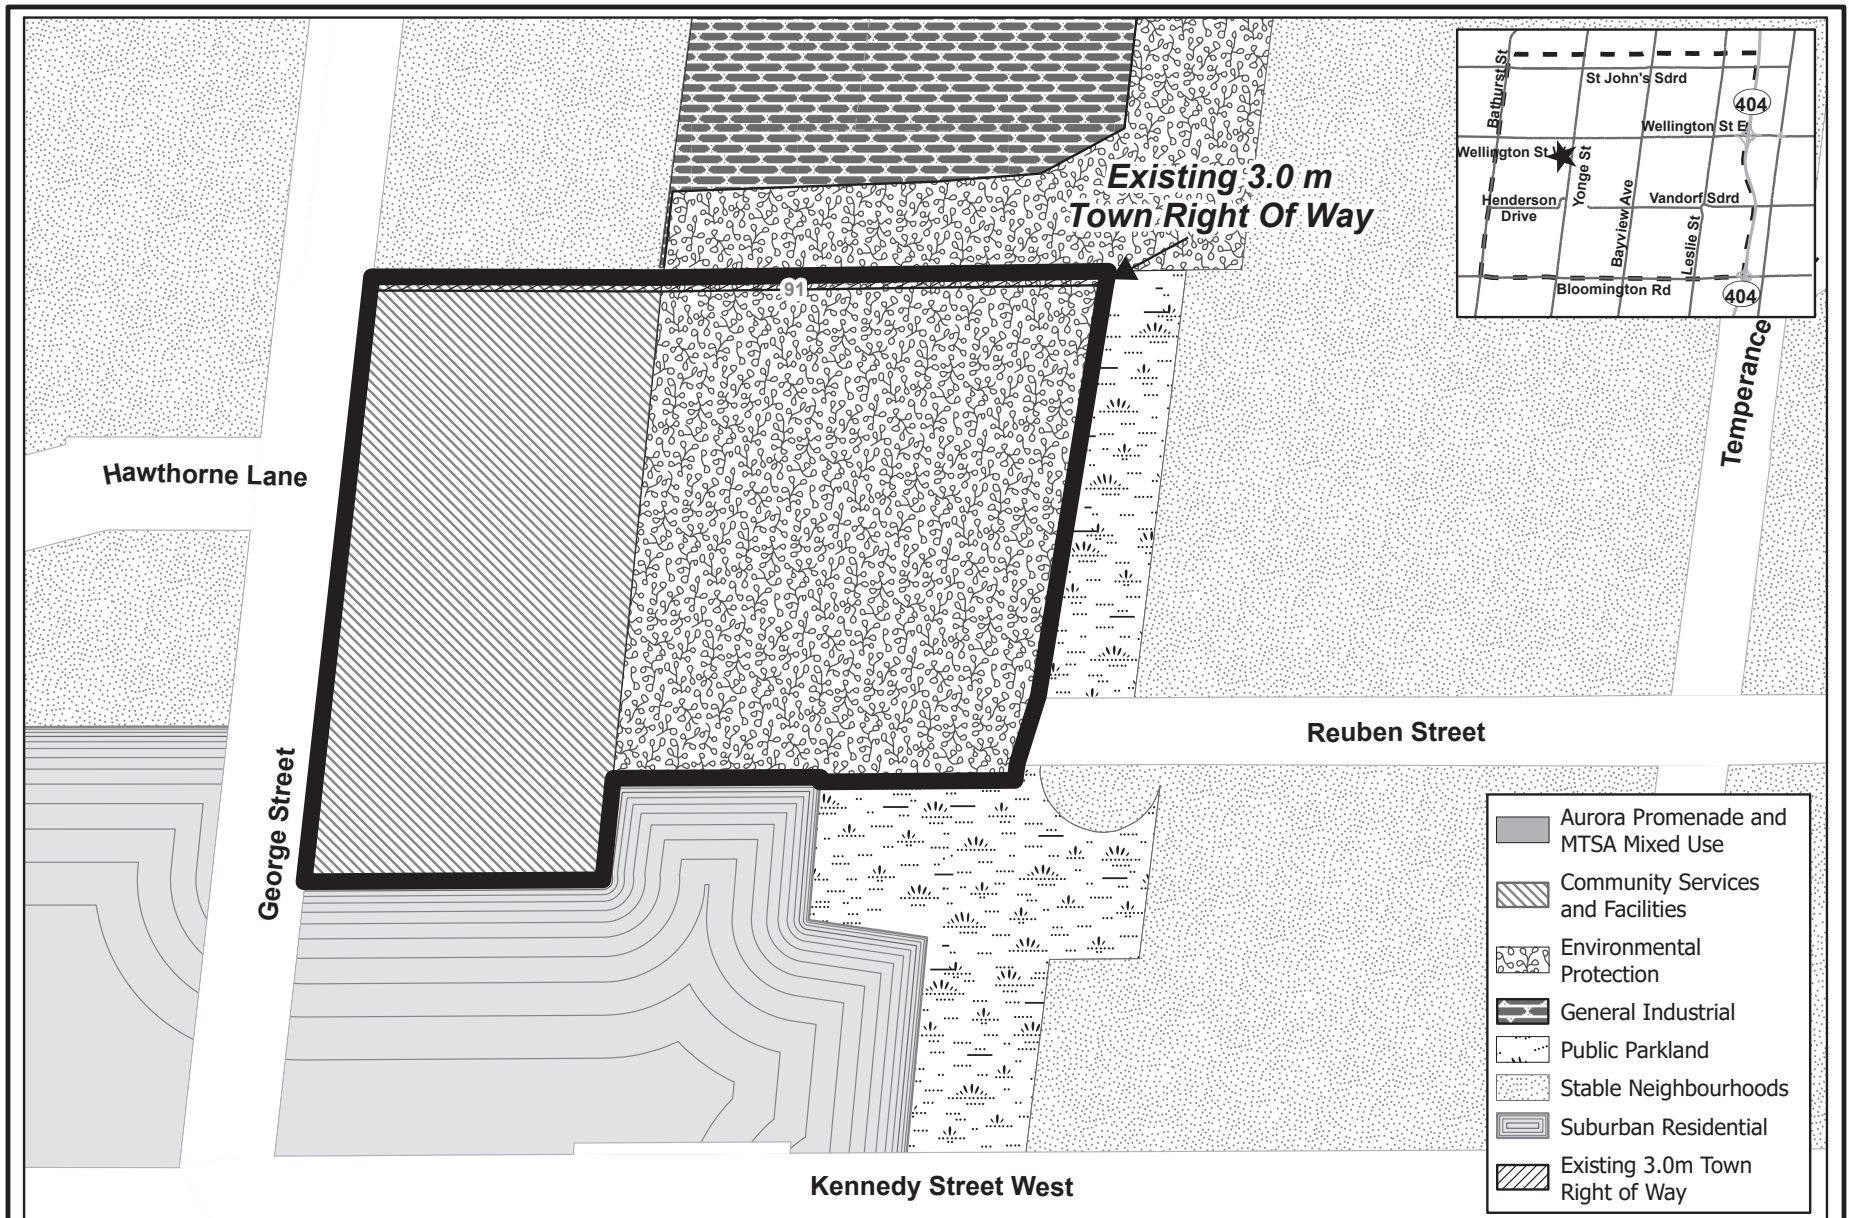 Existing 3.0 m
Town Right Of Way
91
Hawthorne Lane
George Street
Reuben Street
Temperance
Kennedy Street West
Bathurst St
St John's Sdrd
404
Wellington St E
Wellington St
Yonge St
Henderson
Drive
Bayview Ave
Vandorf Sdrd
Leslie St
Bloomington Rd
404
Aurora Promenade and
MTSA Mixed Use
Community Services
and Facilities
Environmental
Protection
General Industrial
Public Parkland
Stable Neighbourhoods
Suburban Residential
Existing 3.0m Town
Right of Way